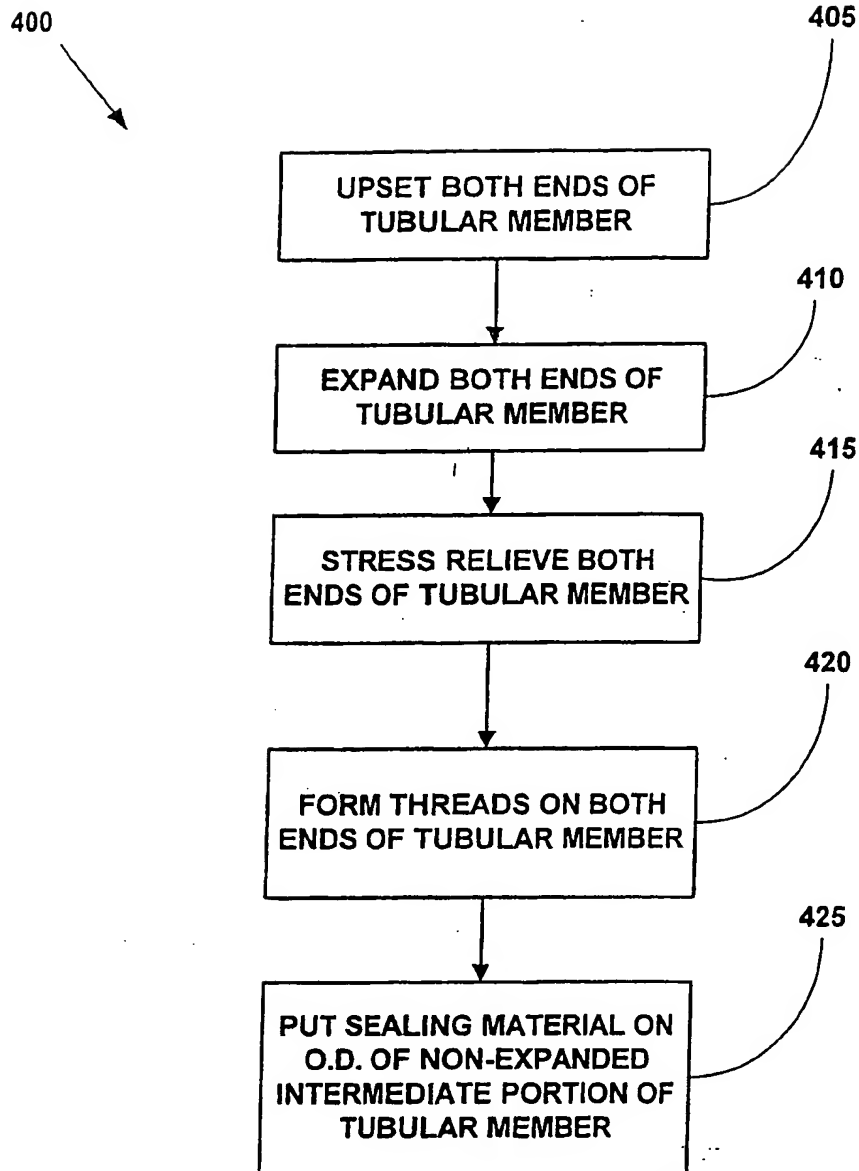 400
405
UPSET BOTH ENDS OF
TUBULAR MEMBER
410
EXPAND BOTH ENDS OF
TUBULAR MEMBER
415
STRESS RELIEVE BOTH
ENDS OF TUBULAR MEMBER
420
FORM THREADS ON BOTH
ENDS OF TUBULAR MEMBER
425
PUT SEALING MATERIAL ON
O.D. OF NON-EXPANDED
INTERMEDIATE PORTION OF
TUBULAR MEMBER